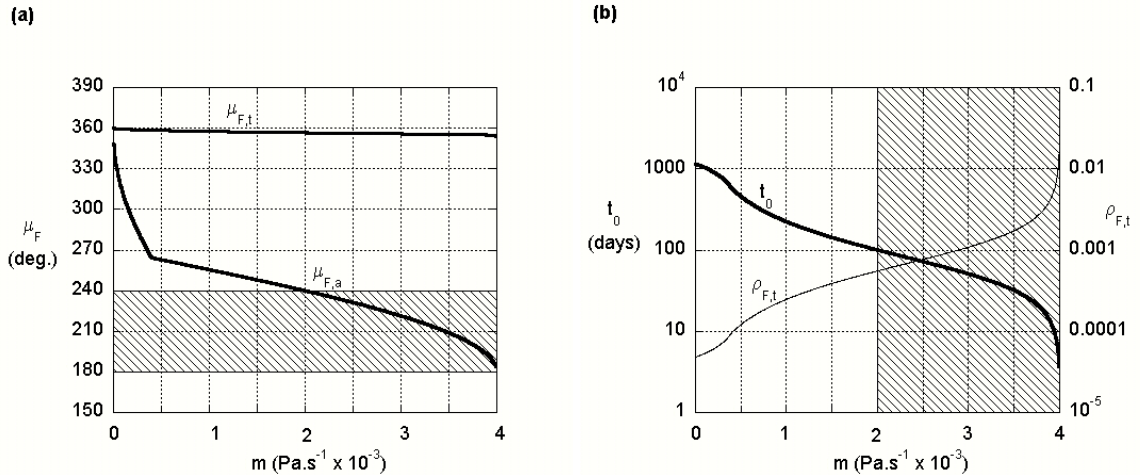 (a)
390
360
330
300
270
240
210
180
150
μF
(deg.)
μF,t
μF,a
0 1 2 3 4
m (Pa.s-1 x 10-3)
(b)
104
1000
100
10
1
t0
(days)
t0
ρF,t
0.1
0.01
0.001
0.0001
10-5
ρF,t
0 1 2 3 4
m (Pa.s-1 x 10-3)